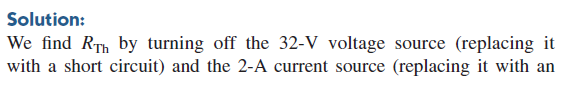 Solution:
We find R_Th by turning off the 32-V voltage source (replacing it
with a short circuit) and the 2-A current source (replacing it with an